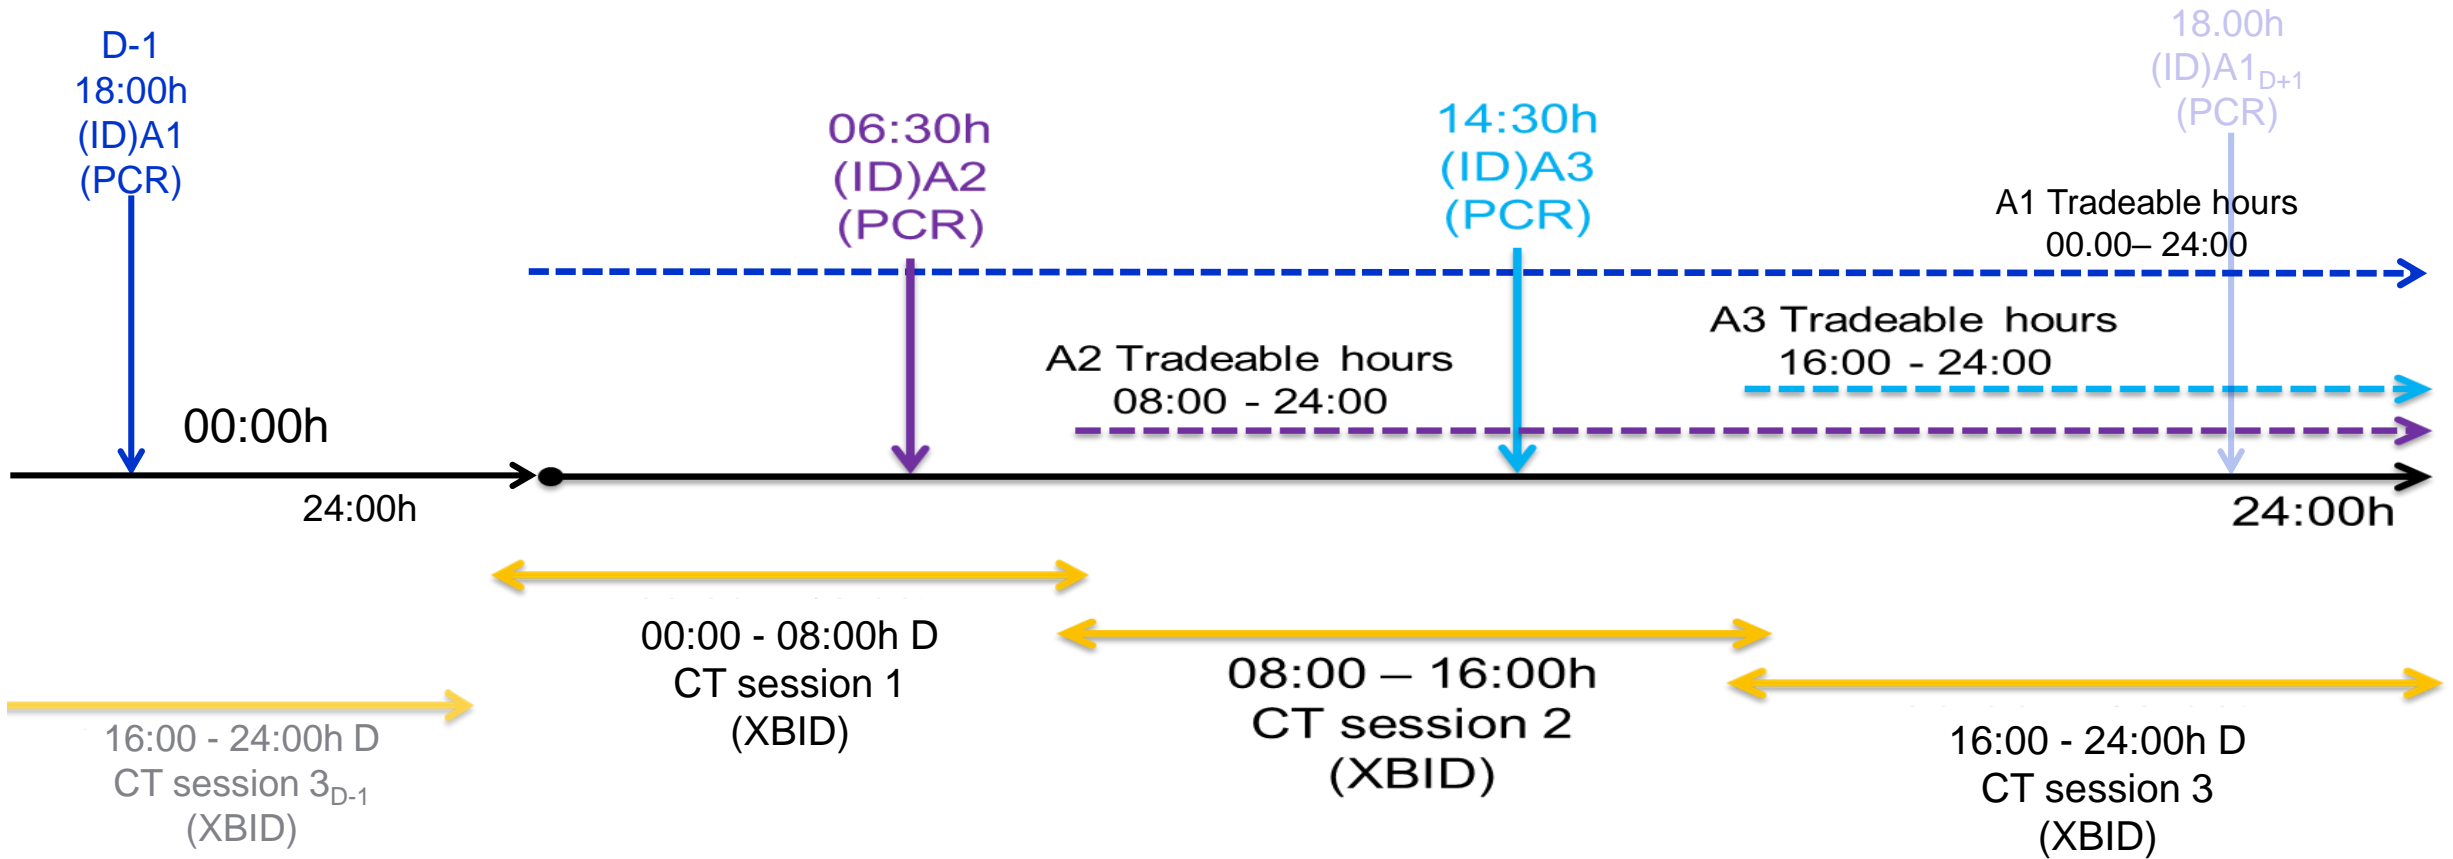 D-1
18:00h
(ID)A1
(PCR)
06:30h
(ID)A2
(PCR)
14:30h
(ID)A3
(PCR)
18.00h
(ID)A1D+1
(PCR)
A1 Tradeable hours
00.00– 24:00
A3 Tradeable hours
16:00 - 24:00
A2 Tradeable hours
08:00 - 24:00
00:00h
24:00h
24:00h
00:00 - 08:00h D
CT session 1
(XBID)
08:00 – 16:00h
CT session 2
(XBID)
16:00 - 24:00h D
CT session 3D-1
(XBID)
16:00 - 24:00h D
CT session 3
(XBID)